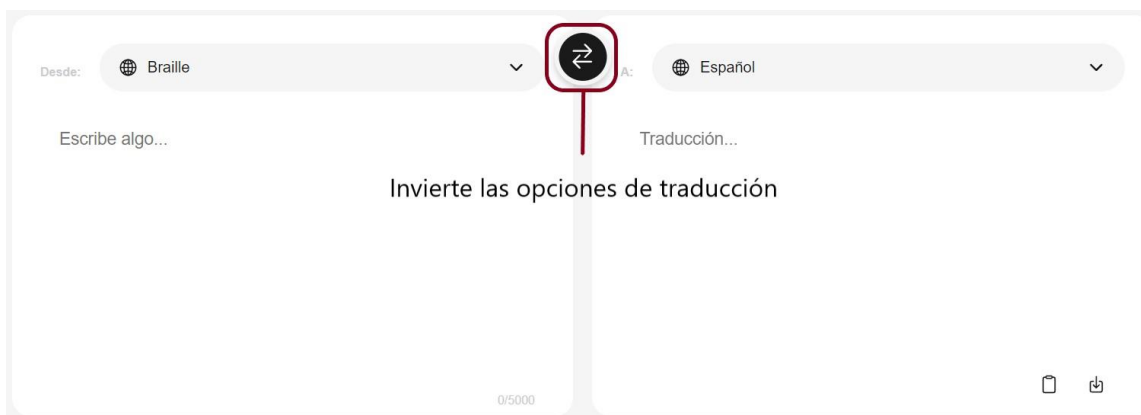 Desde: Braille A: Español
Escribe algo... Traducción...
Invierte las opciones de traducción
0/5000